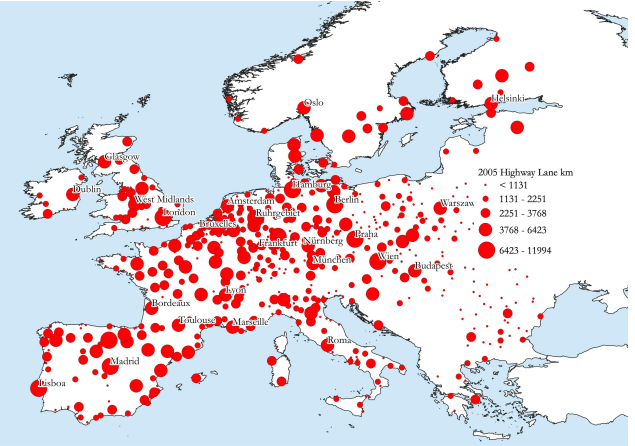 Oslo
Helsinki
Glasgow
2005 Highway Lane km
< 1131
Dublin
Hamburg
West Midlands
Amsterdam
Berlin
1131 - 2251
Warszaw
London
Ruhrgebiet
2251 - 3768
Bruxelles
3768 - 6423
Praha
Frankfurt
Nürnberg
6423 - 11994
München
Wien
Budapest
Lyon
Bordeaux
Toulouse
Marseille
Roma
Madrid
Lisboa